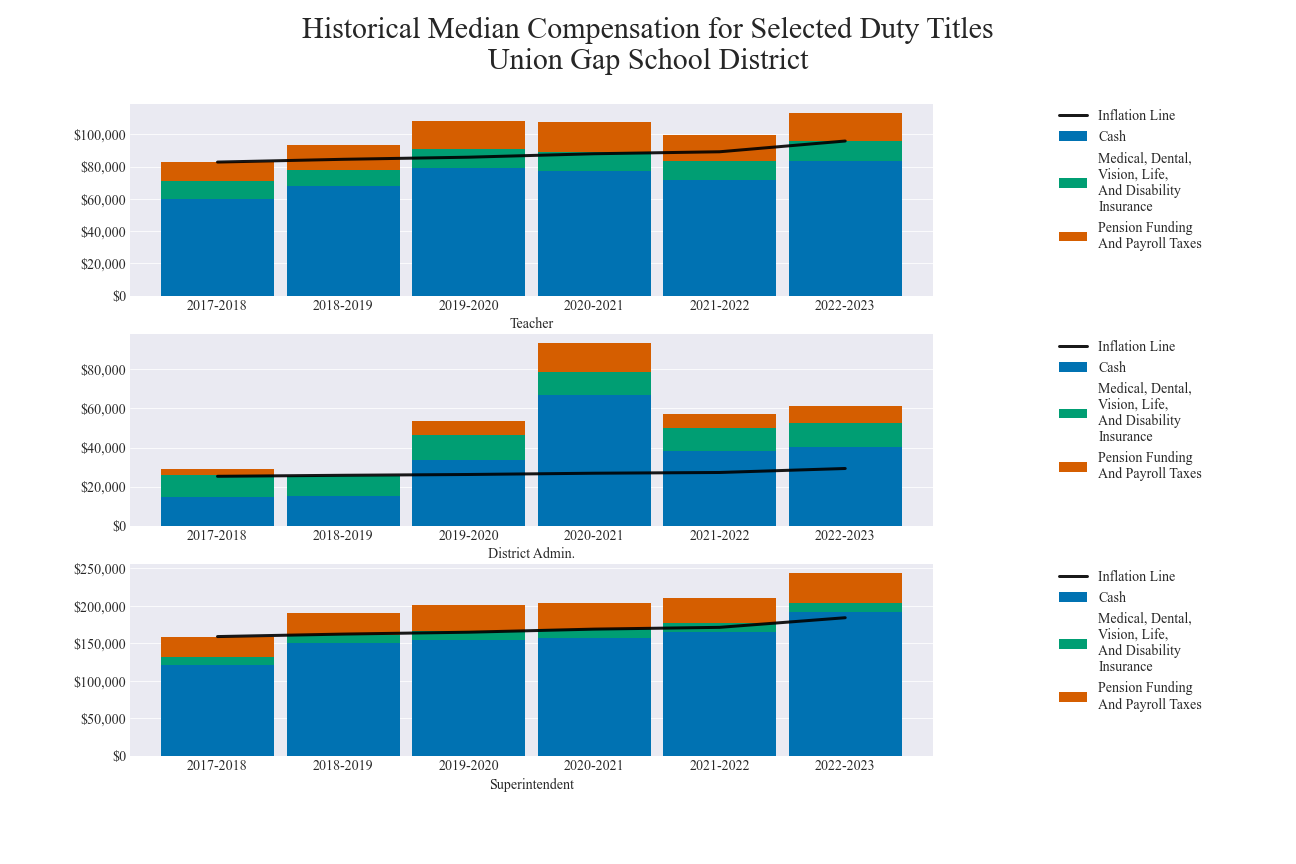 Historical Median Compensation for Selected Duty Titles
Union Gap School District
$100,000
$80,000
$60,000
$40,000
$20,000
$0
2017-2018
2018-2019
2019-2020
2020-2021
2021-2022
2022-2023
Teacher
Inflation Line
Cash
Medical, Dental,
Vision, Life,
And Disability
Insurance
Pension Funding
And Payroll Taxes
$80,000
$60,000
$40,000
$20,000
$0
2017-2018
2018-2019
2019-2020
2020-2021
2021-2022
2022-2023
District Admin.
Inflation Line
Cash
Medical, Dental,
Vision, Life,
And Disability
Insurance
Pension Funding
And Payroll Taxes
$250,000
$200,000
$150,000
$100,000
$50,000
$0
2017-2018
2018-2019
2019-2020
2020-2021
2021-2022
2022-2023
Superintendent
Inflation Line
Cash
Medical, Dental,
Vision, Life,
And Disability
Insurance
Pension Funding
And Payroll Taxes